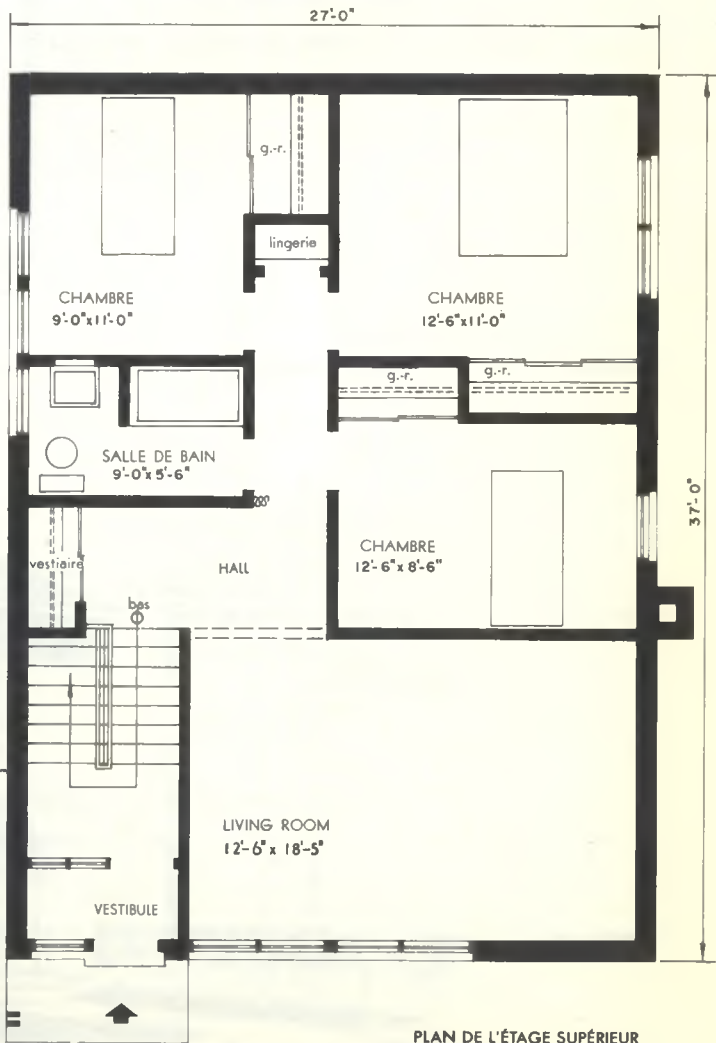 27'-0"
g.-r.
lingerie
CHAMBRE
9'-0"x11'-0"
CHAMBRE
12'-6"x11'-0"
g.-r.
g.-r.
SALLE DE BAIN
9'-0"x5'-6"
37'-0"
vestiaire
HALL
CHAMBRE
12'-6"x8'-6"
bas
LIVING ROOM
12'-6"x 18'-5"
VESTIBULE
PLAN DE L'ÉTAGE SUPÉRIEUR